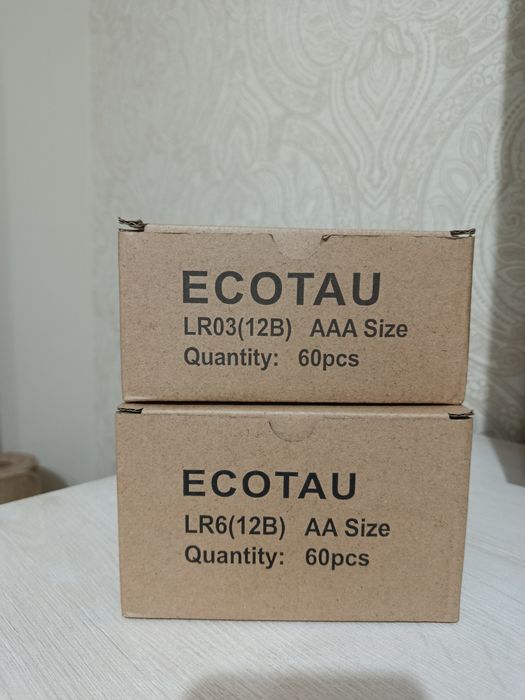 ECOTAU
LR03(12B) AAA Size
Quantity: 60pcs
ECOTAU
LR6(12B) AA Size
Quantity: 60pcs